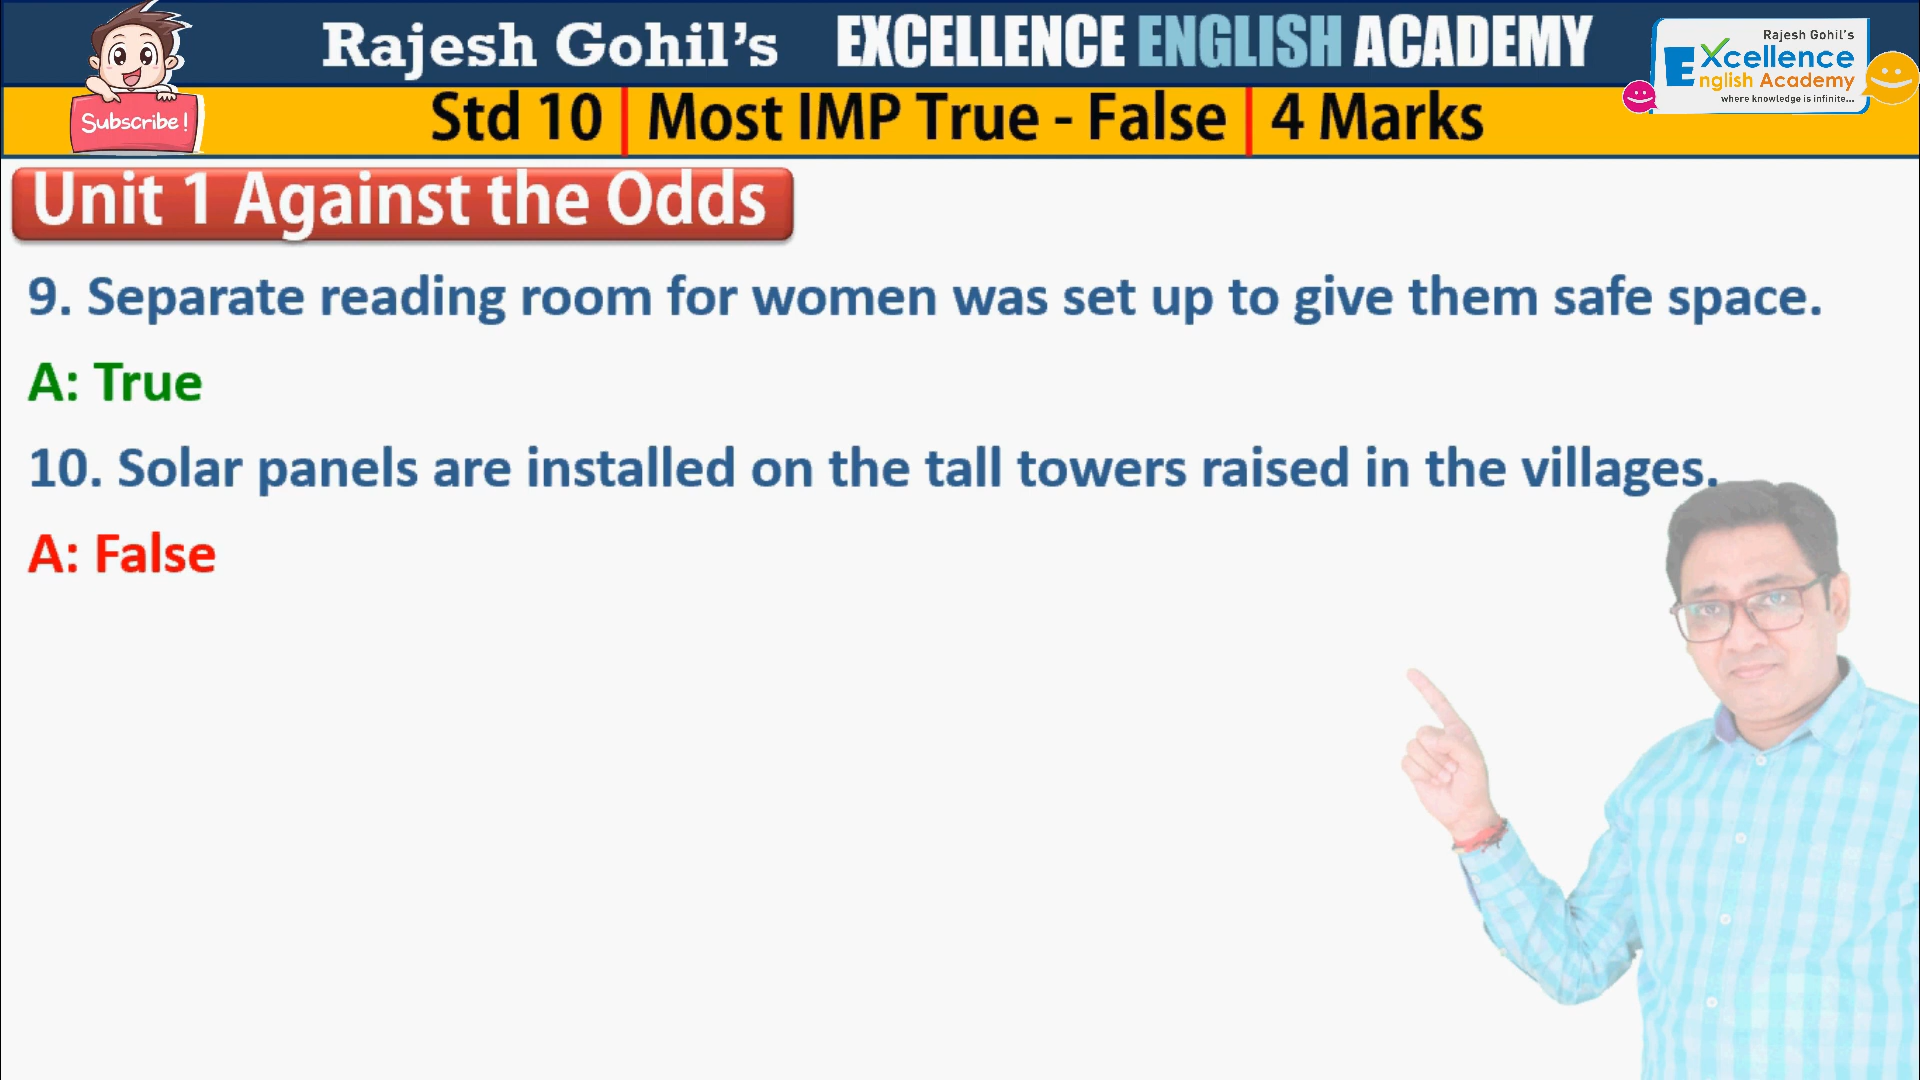 Rajesh Gohil's EXCELLENCE ENGLISH ACADEMY
Rajesh Gohil's
Excellence
English Academy
where knowledge is infinite...
Subscribe!
Std 10 | Most IMP True - False | 4 Marks
Unit 1 Against the Odds
9. Separate reading room for women was set up to give them safe space.
A: True
10. Solar panels are installed on the tall towers raised in the villages.
A: False